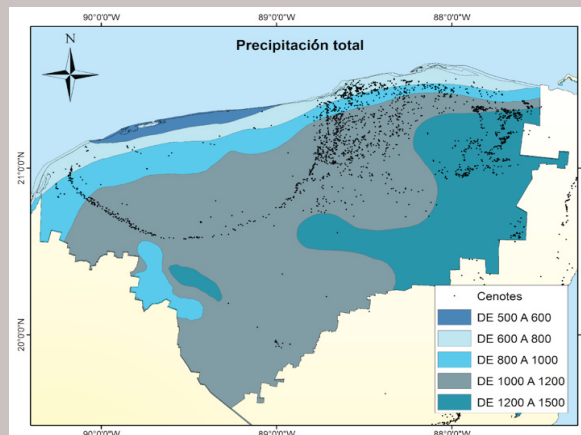 90°0'0"W 89°0'0"W 88°0'0"W
Precipitación total
21°0'0"N
20°0'0"N
Cenotes
DE 500 A 600
DE 600 A 800
DE 800 A 1000
DE 1000 A 1200
DE 1200 A 1500
90°0'0"W 89°0'0"W 88°0'0"W